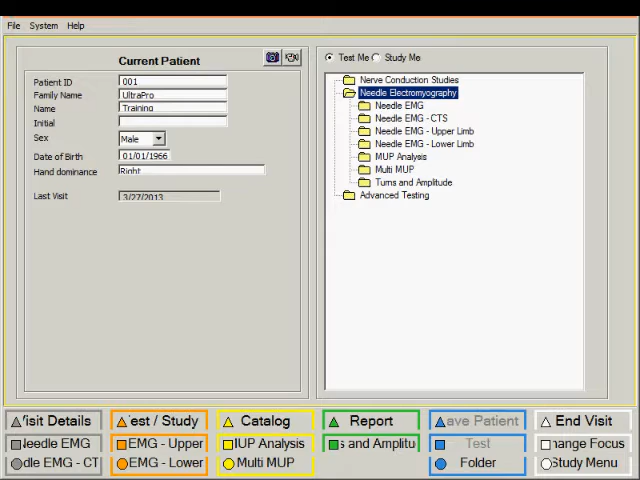 File System Help
Current Patient
Patient ID 001
Family Name UltraPro
Name Training
Initial
Sex Male
Date of Birth 01/01/1966
Hand dominance Right
Last Visit 3/27/2013
Test Me Study Me
Nerve Conduction Studies
Needle Electromyography
Needle EMG
Needle EMG - CTS
Needle EMG - Upper Limb
Needle EMG - Lower Limb
MUP Analysis
Multi MUP
Turns and Amplitude
Advanced Testing
Visit Details Test / Study Catalog Report ave Patient End Visit
Needle EMG EMG - Upper MUP Analysis s and Amplitu Test hange Focus
dle EMG - CT EMG - Lower Multi MUP Folder Study Menu